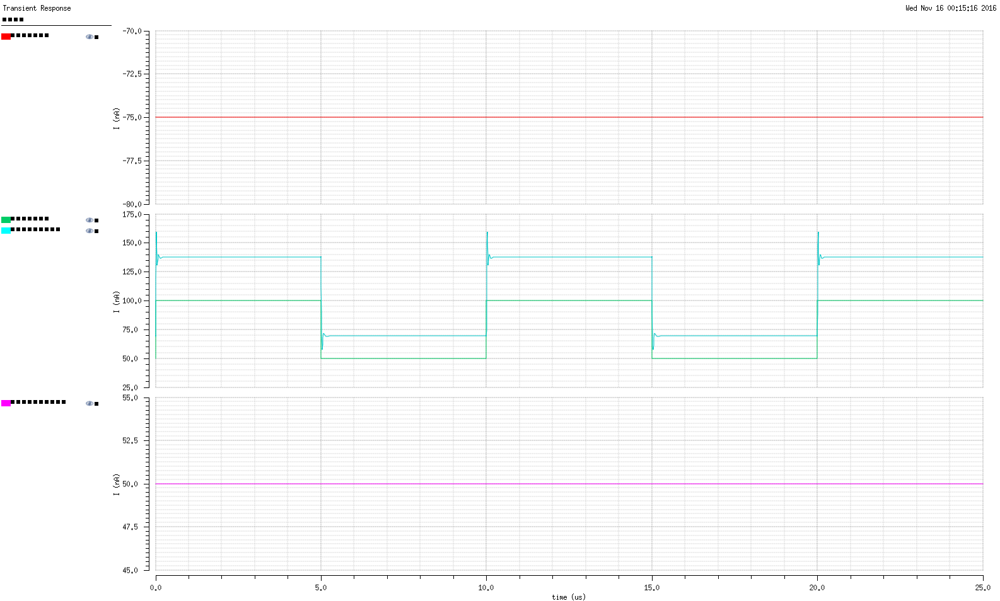 Transient Response
Wed Nov 16 00:15:16 2016
-70.0
-72.5
-75.0
-77.5
-80.0
I (nA)
175.0
150.0
125.0
100.0
75.0
50.0
25.0
I (nA)
55.0
52.5
50.0
47.5
45.0
I (nA)
0.0 5.0 10.0 15.0 20.0 25.0
time (us)